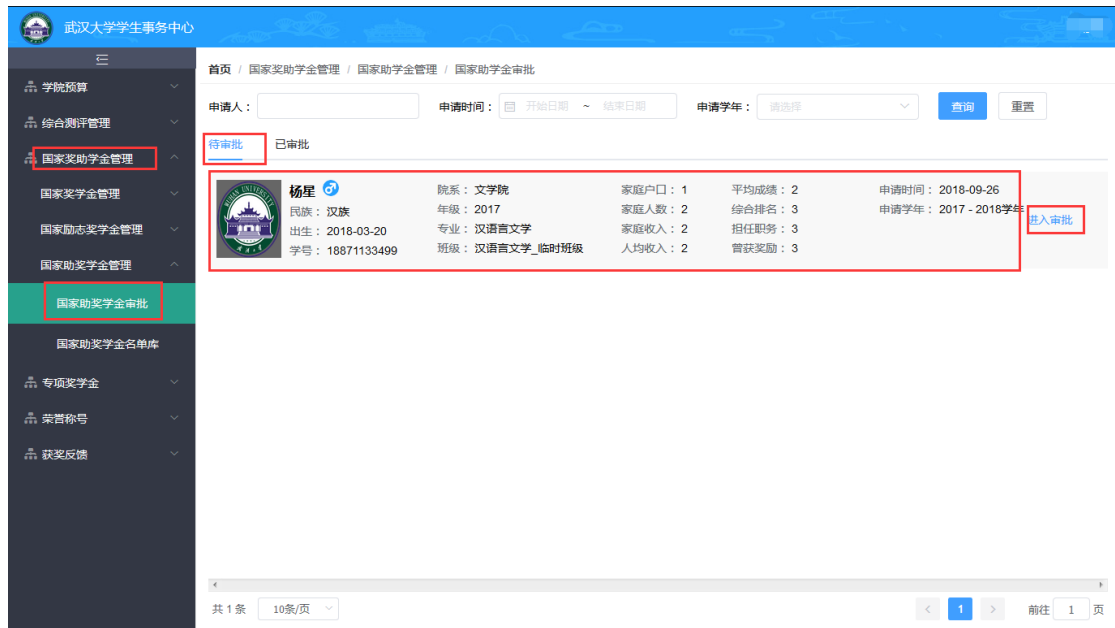 武汉大学学生事务中心
首页 / 国家奖助学金管理 / 国家助学金管理 / 国家助学金审批
学院预算
综合测评管理
国家奖助学金管理
国家奖学金管理
国家励志奖学金管理
国家助奖学金管理
国家助奖学金审批
国家助奖学金名单库
专项奖学金
荣誉称号
获奖反馈
申请人： 申请时间： 开始日期 ~ 结束日期 申请学年： 请选择 查询 重置
待审批 已审批
杨星 院系： 文学院 家庭户口： 1 平均成绩： 2 申请时间： 2018-09-26
民族： 汉族 年级： 2017 家庭人数： 2 综合排名： 3 申请学年： 2017 - 2018学年
出生： 2018-03-20 专业： 汉语言文学 家庭收入： 2 担任职务： 3 进入审批
学号： 18871133499 班级： 汉语言文学_临时班级 人均收入： 2 曾获奖励： 3
共 1 条 10条/页 1 前往 1 页